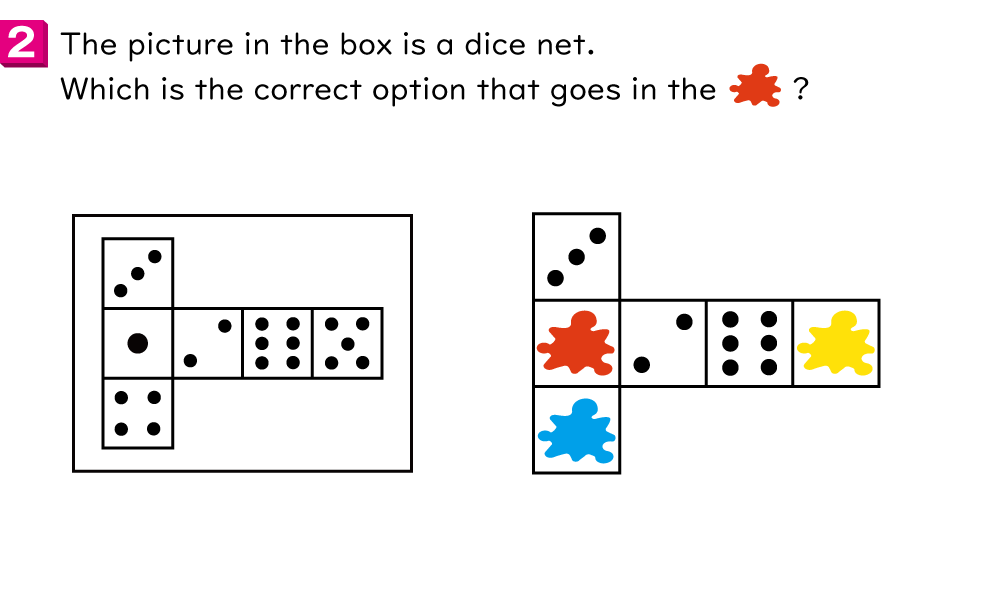 2 The picture in the box is a dice net.
Which is the correct option that goes in the ?